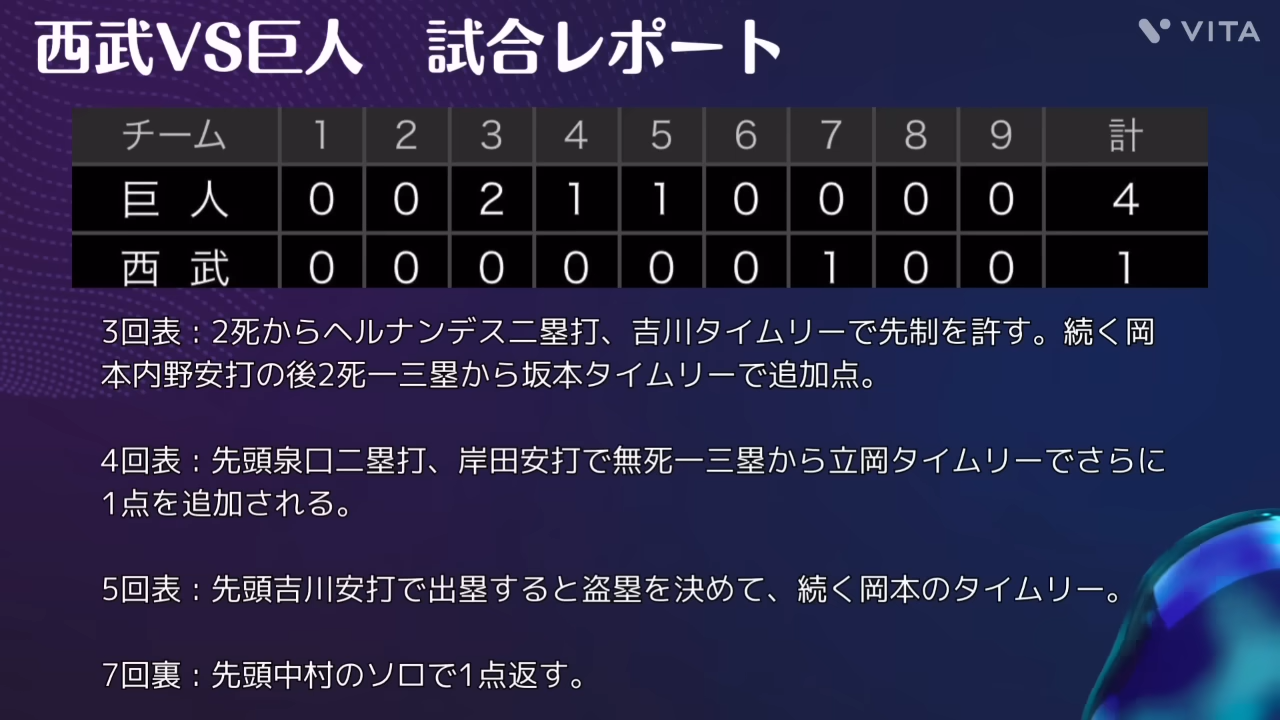 西武VS巨人 試合レポート
VITA
チーム 1 2 3 4 5 6 7 8 9 計
巨人 0 0 2 1 1 0 0 0 0 4
西武 0 0 0 0 0 0 1 0 0 1
3回表：2死からヘルナンデス二塁打、吉川タイムリーで先制を許す。続く岡
本内野安打の後2死一三塁から坂本タイムリーで追加点。
4回表：先頭泉口二塁打、岸田安打で無死一三塁から立岡タイムリーでさらに
1点を追加される。
5回表：先頭吉川安打で出塁すると盗塁を決めて、続く岡本のタイムリー。
7回裏：先頭中村のソロで1点返す。